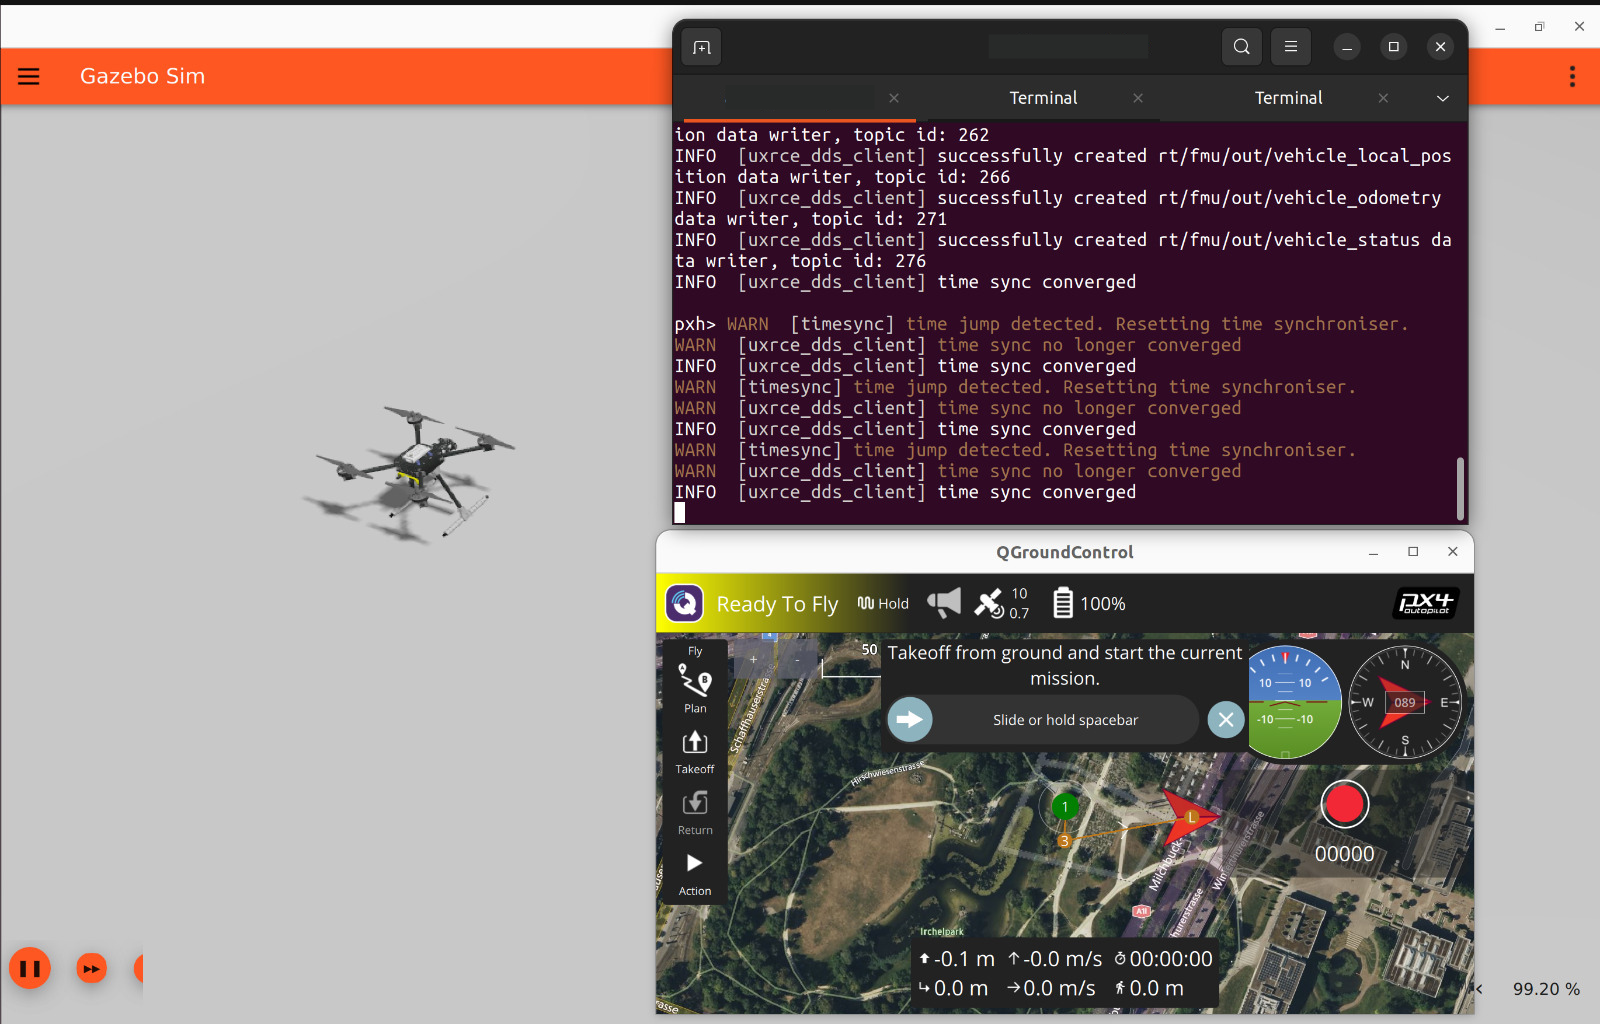 Gazebo Sim
Terminal
Terminal
ion data writer, topic id: 262
INFO  [uxrce_dds_client] successfully created rt/fmu/out/vehicle_local_pos
ition data writer, topic id: 266
INFO  [uxrce_dds_client] successfully created rt/fmu/out/vehicle_odometry
data writer, topic id: 271
INFO  [uxrce_dds_client] successfully created rt/fmu/out/vehicle_status da
ta writer, topic id: 276
INFO  [uxrce_dds_client] time sync converged
pxh> WARN  [timesync] time jump detected. Resetting time synchroniser.
WARN  [uxrce_dds_client] time sync no longer converged
INFO  [uxrce_dds_client] time sync converged
WARN  [timesync] time jump detected. Resetting time synchroniser.
WARN  [uxrce_dds_client] time sync no longer converged
INFO  [uxrce_dds_client] time sync converged
WARN  [timesync] time jump detected. Resetting time synchroniser.
WARN  [uxrce_dds_client] time sync no longer converged
INFO  [uxrce_dds_client] time sync converged
QGroundControl
Ready To Fly
Hold
10
0.7
100%
px4
autopilot
Fly
Plan
Takeoff
Return
Action
+ -
50
Takeoff from ground and start the current
mission.
Slide or hold spacebar
10 10
-10 -10
N
W 089 E
S
Schaffhauserstrasse
Hirschwiesenstrasse
1
3
L
Milchbuck
A1l
Irchelpark
00000
-0.1 m -0.0 m/s 00:00:00
0.0 m 0.0 m/s 0.0 m
99.20 %